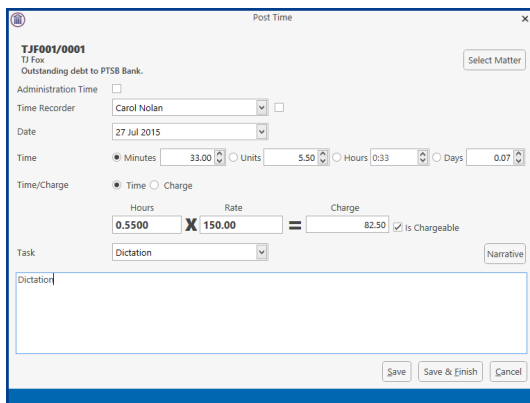 Post Time
TJF001/0001
TJ Fox
Outstanding debt to PTSB Bank.
Select Matter
Administration Time
Time Recorder Carol Nolan
Date 27 Jul 2015
Time Minutes 33.00 Units 5.50 Hours 0:33 Days 0.07
Time/Charge Time Charge
Hours Rate Charge
0.5500 X 150.00 = 82.50 Is Chargeable
Task Dictation Narrative
Dictation
Save Save & Finish Cancel